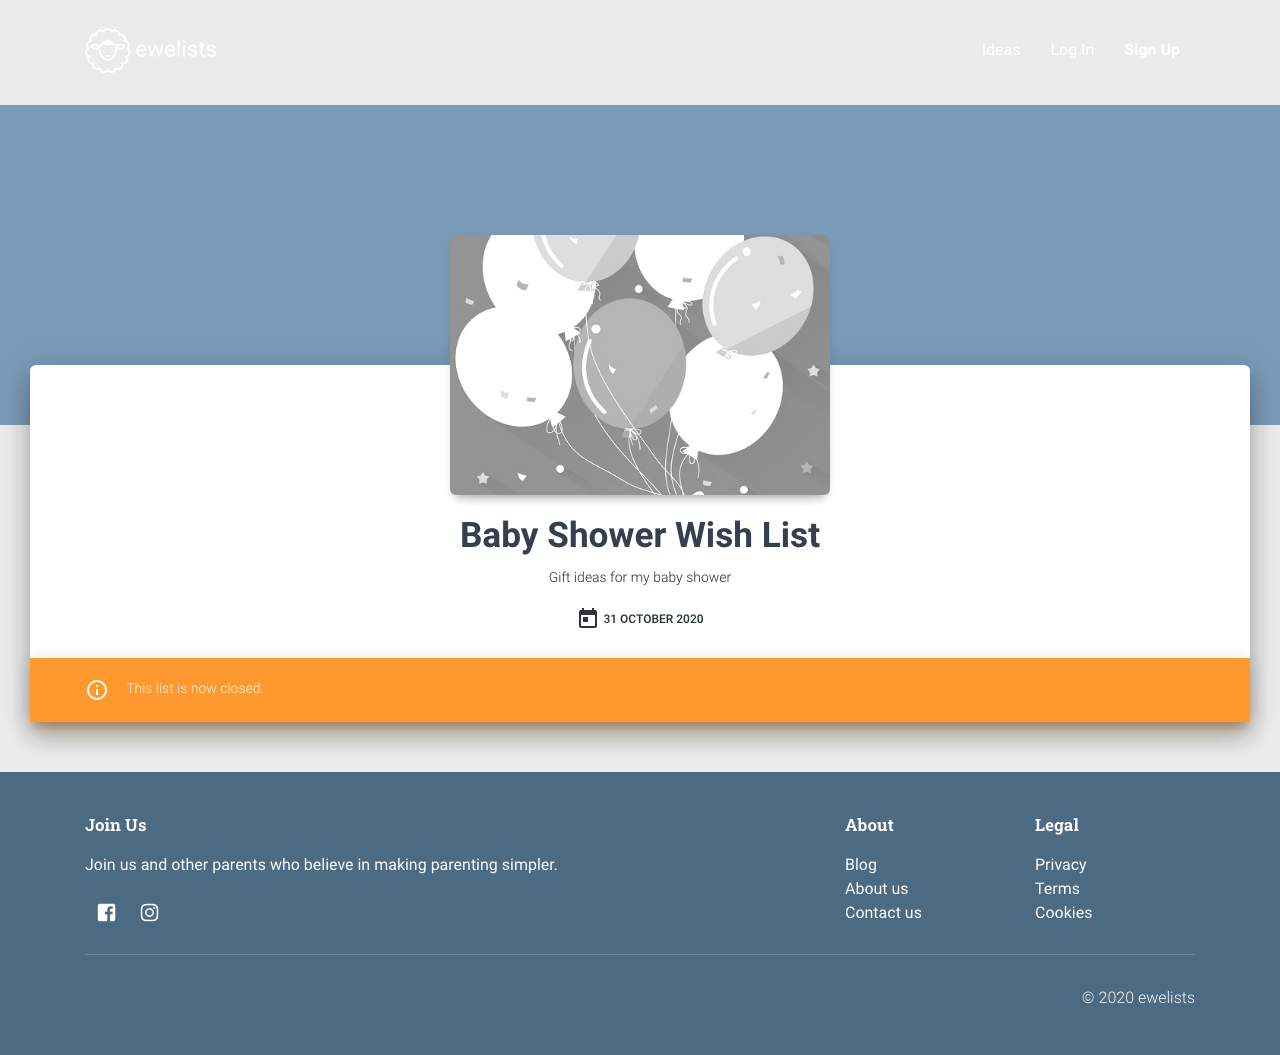 ewelists
Ideas
Log In
Sign Up
Baby Shower Wish List
Gift ideas for my baby shower
31 OCTOBER 2020
This list is now closed.
Join Us
Join us and other parents who believe in making parenting simpler.
About
Blog
About us
Contact us
Legal
Privacy
Terms
Cookies
© 2020 ewelists